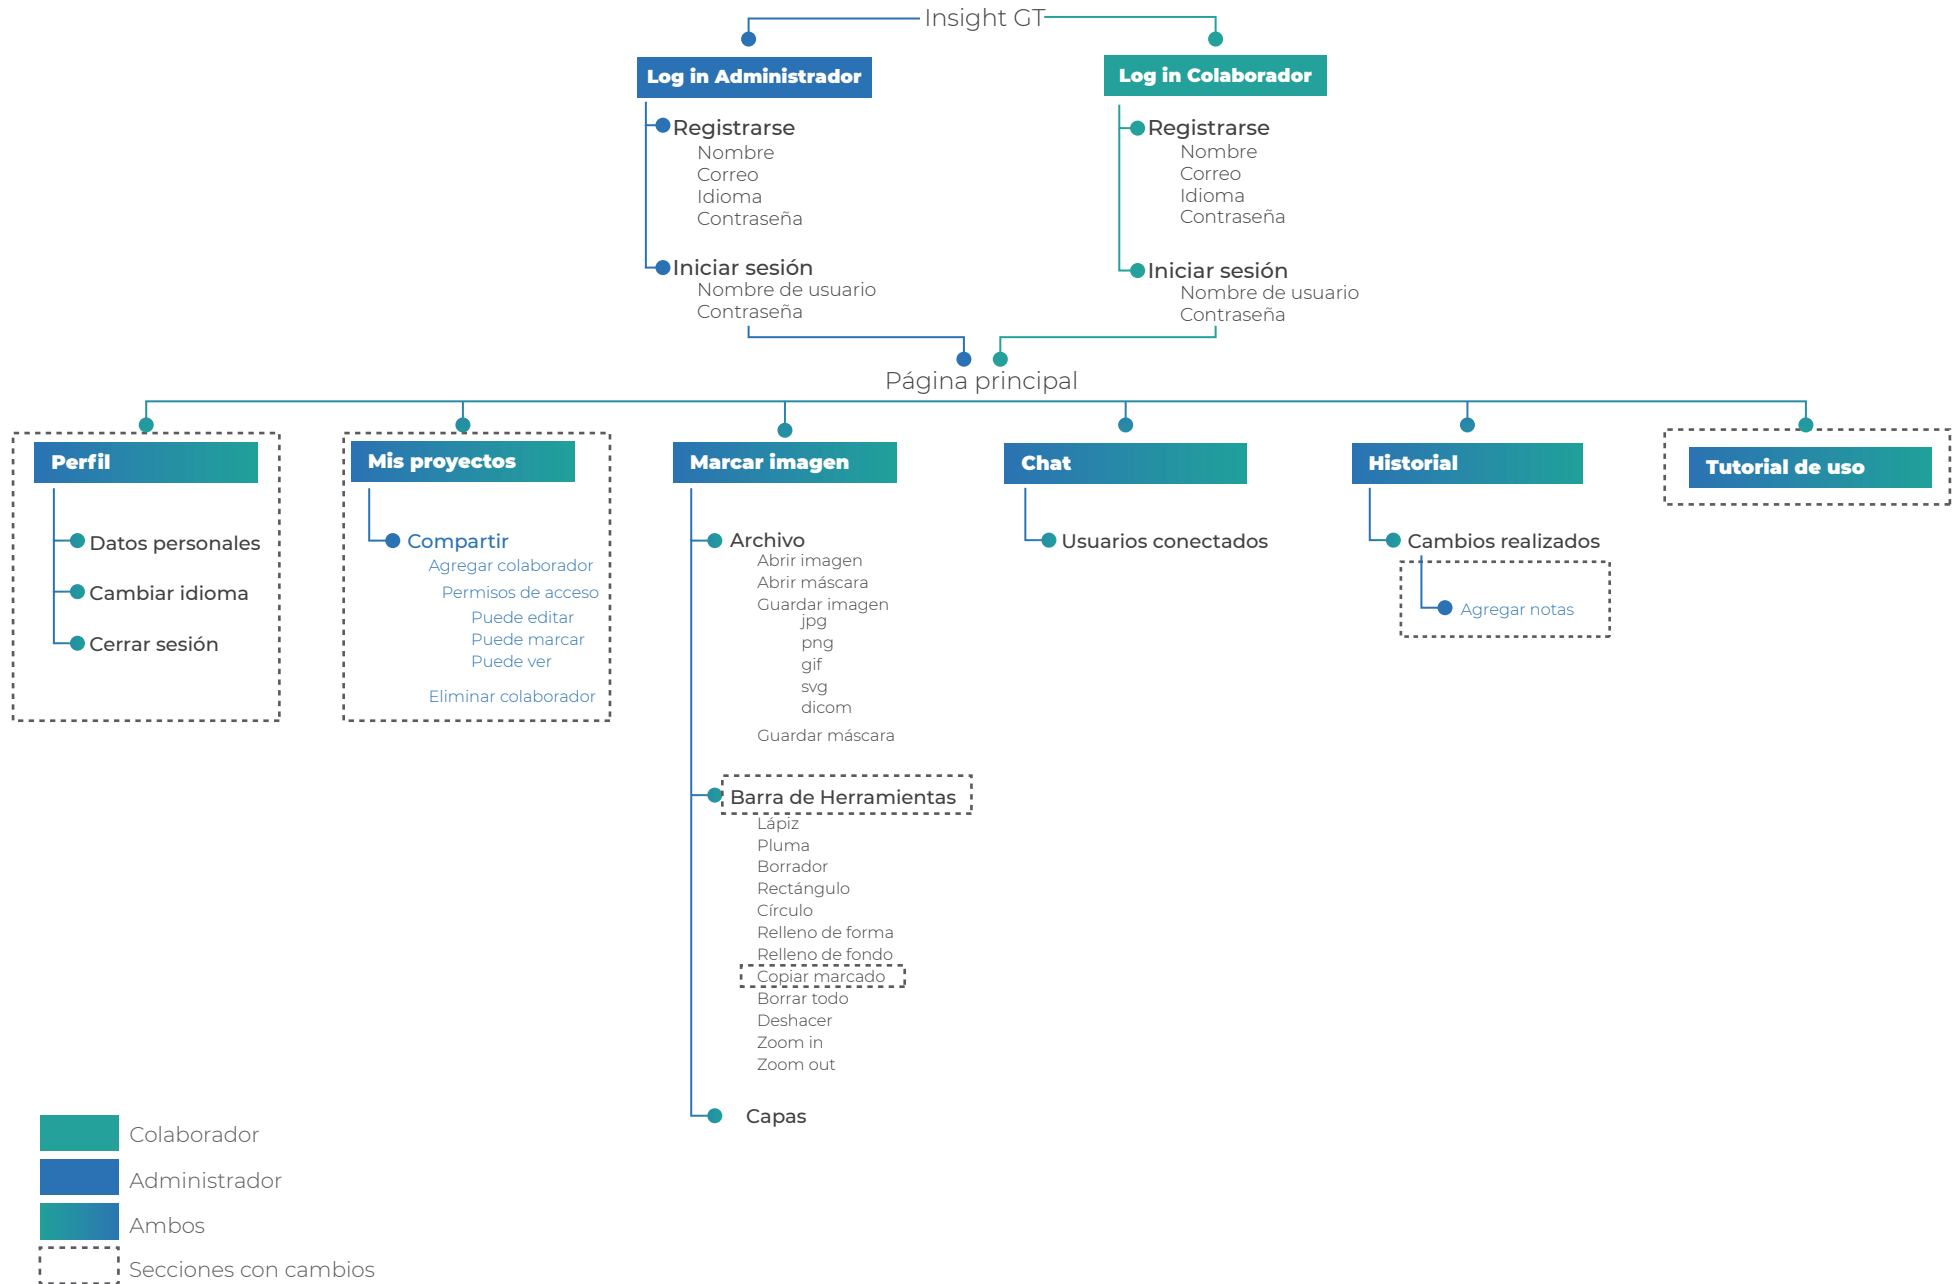 Insight GT
Log in Administrador
Registrarse
Nombre
Correo
Idioma
Contraseña
Iniciar sesión
Nombre de usuario
Contraseña
Log in Colaborador
Registrarse
Nombre
Correo
Idioma
Contraseña
Iniciar sesión
Nombre de usuario
Contraseña
Página principal
Perfil
Datos personales
Cambiar idioma
Cerrar sesión
Mis proyectos
Compartir
Agregar colaborador
Permisos de acceso
Puede editar
Puede marcar
Puede ver
Eliminar colaborador
Marcar imagen
Archivo
Abrir imagen
Abrir máscara
Guardar imagen
jpg
png
gif
svg
dicom
Guardar máscara
Barra de Herramientas
Lápiz
Pluma
Borrador
Rectángulo
Círculo
Relleno de forma
Relleno de fondo
Copiar marcado
Borrar todo
Deshacer
Zoom in
Zoom out
Capas
Chat
Usuarios conectados
Historial
Cambios realizados
Agregar notas
Tutorial de uso
Colaborador
Administrador
Ambos
Secciones con cambios